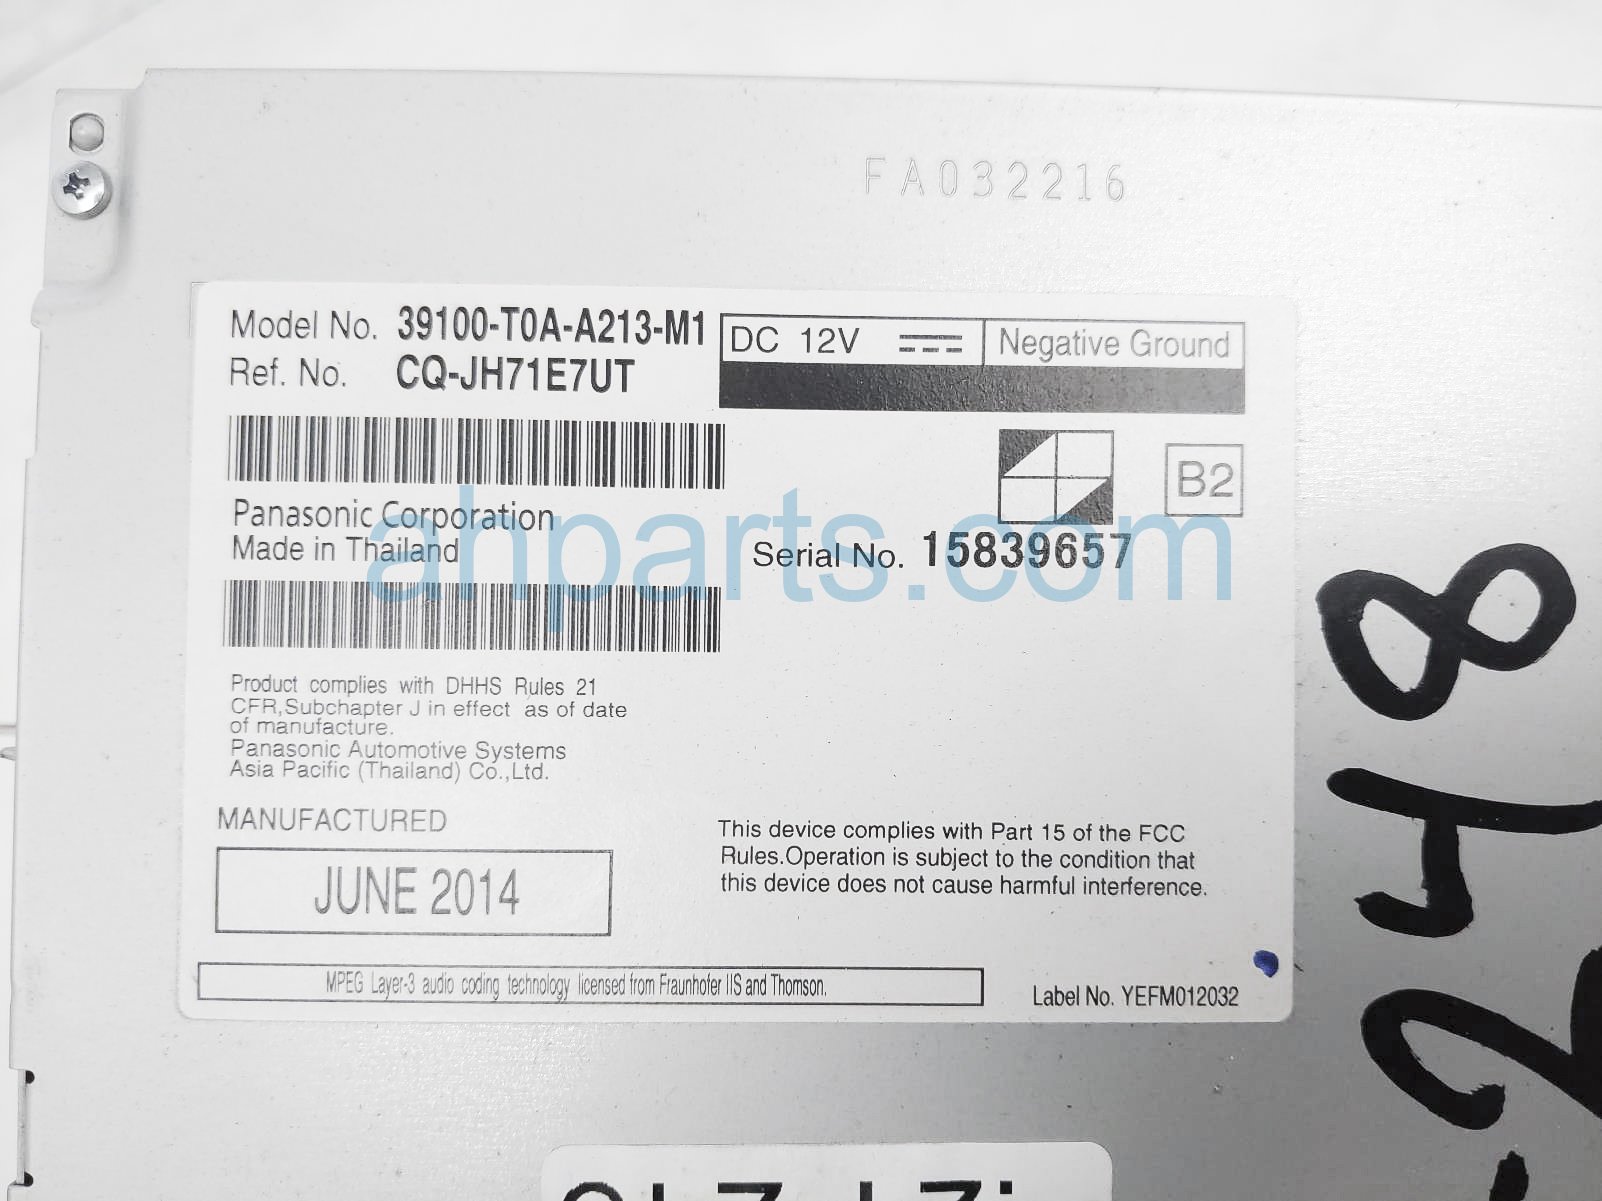 FA032216
Model No. 39100-T0A-A213-M1
Ref. No. CQ-JH71E7UT
DC 12V
Negative Ground
B2
Panasonic Corporation
Made in Thailand
Serial No. 15839657
ahparts.com
Product complies with DHHS Rules 21
CFR,Subchapter J in effect as of date
of manufacture.
Panasonic Automotive Systems
Asia Pacific (Thailand) Co.,Ltd.
MANUFACTURED
JUNE 2014
This device complies with Part 15 of the FCC
Rules.Operation is subject to the condition that
this device does not cause harmful interference.
MPEG Layer-3 audio coding technology licensed from Fraunhofer IIS and Thomson.
Label No. YEFM012032
248